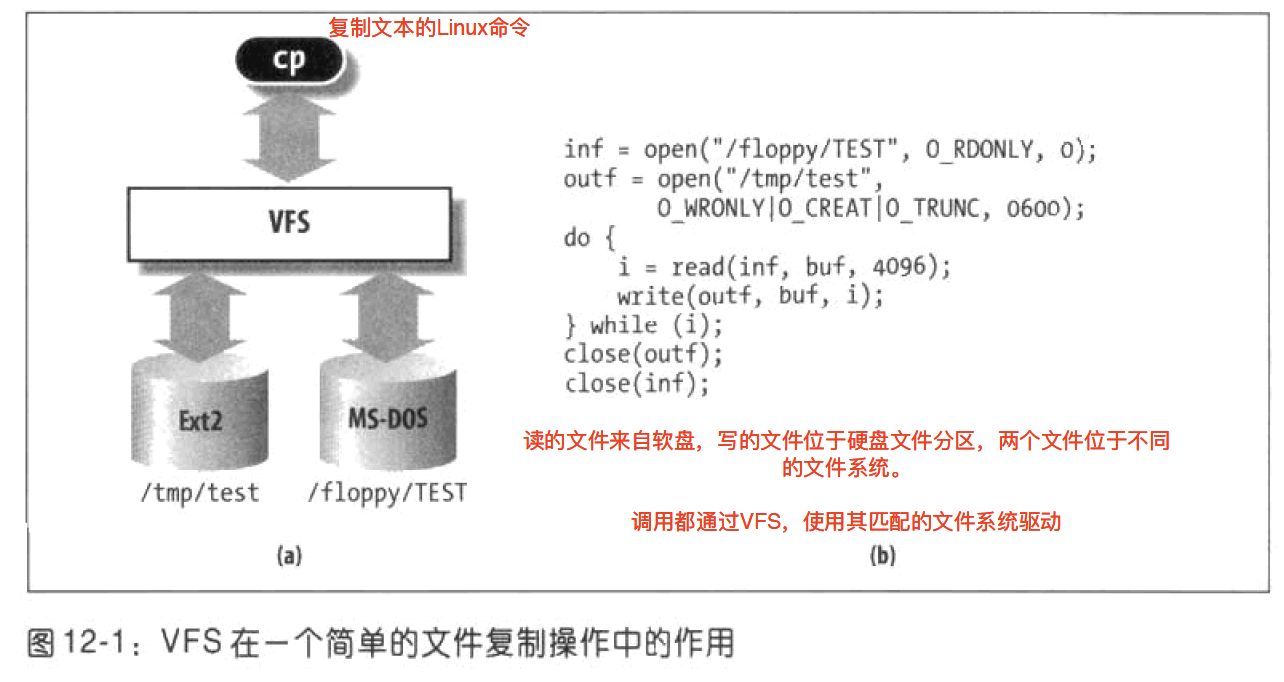 复制文本的Linux命令
cp
VFS
Ext2
MS-DOS
/tmp/test
/floppy/TEST
(a)
inf = open("/floppy/TEST", O_RDONLY, 0);
outf = open("/tmp/test",
O_WRONLY|O_CREAT|O_TRUNC, 0600);
do {
i = read(inf, buf, 4096);
write(outf, buf, i);
} while (i);
close(outf);
close(inf);
读的文件来自软盘，写的文件位于硬盘文件分区，两个文件位于不同
的文件系统。
调用都通过VFS，使用其匹配的文件系统驱动
(b)
图 12-1：VFS 在一个简单的文件复制操作中的作用